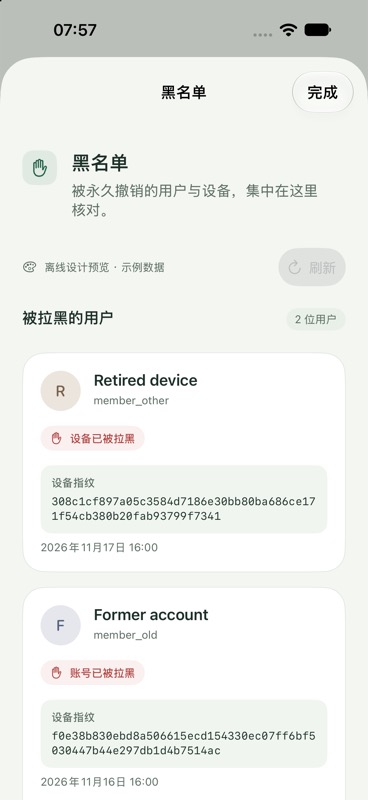 07:57
黑名单
完成
黑名单
被永久撤销的用户与设备，集中在这里
核对。
离线设计预览 · 示例数据
刷新
被拉黑的用户
2 位用户
R
Retired device
member_other
设备已被拉黑
设备指纹
308c1cf897a05c3584d7186e30bb80ba686ce17
1f54cb380b20fab93799f7341
2026年11月17日 16:00
F
Former account
member_old
账号已被拉黑
设备指纹
f0e38b830ebd8a506615ecd154330ec07ff6bf5
030447b44e297db1d4b7514ac
2026年11月16日 16:00